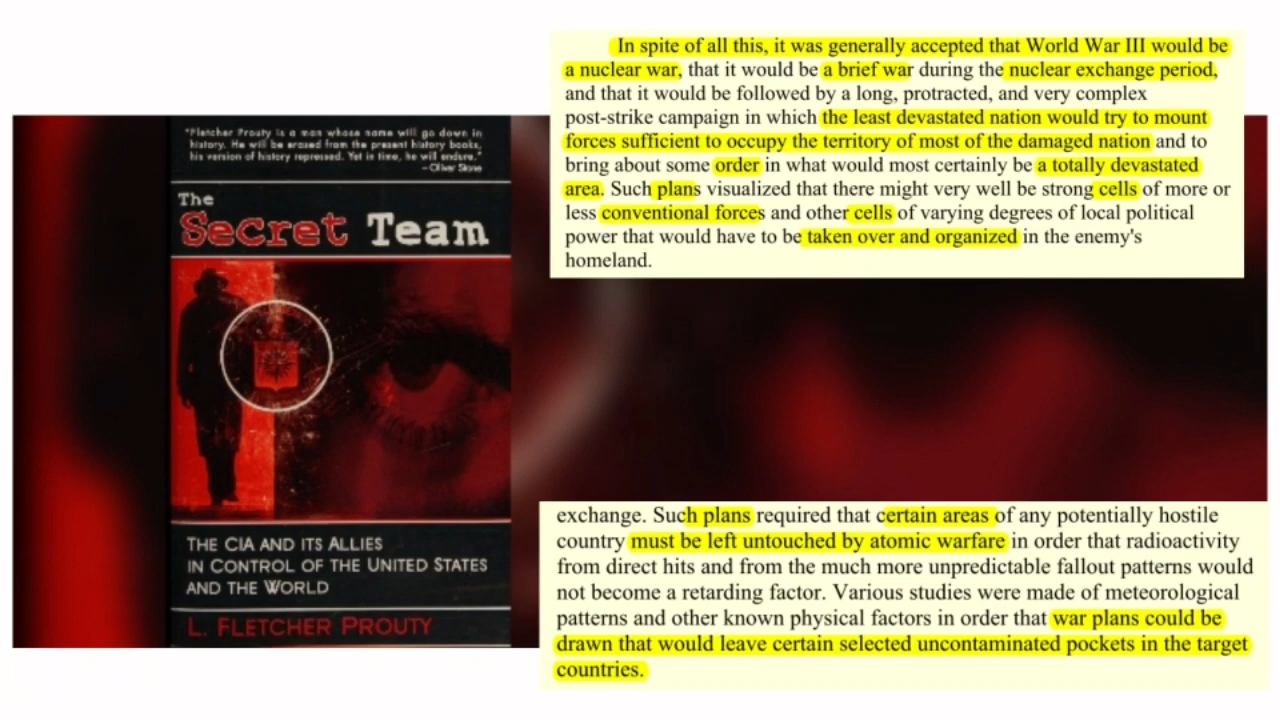 "Fletcher Prouty is a man whose name will go down in
history. He will be erased from the present history books,
his version of history repressed. Yet in time, he will endure."
- Oliver Stone
The
Secret Team
THE CIA AND ITS ALLIES
IN CONTROL OF THE UNITED STATES
AND THE WORLD
L. FLETCHER PROUTY
In spite of all this, it was generally accepted that World War III would be
a nuclear war, that it would be a brief war during the nuclear exchange period,
and that it would be followed by a long, protracted, and very complex
post-strike campaign in which the least devastated nation would try to mount
forces sufficient to occupy the territory of most of the damaged nation and to
bring about some order in what would most certainly be a totally devastated
area. Such plans visualized that there might very well be strong cells of more or
less conventional forces and other cells of varying degrees of local political
power that would have to be taken over and organized in the enemy's
homeland.
exchange. Such plans required that certain areas of any potentially hostile
country must be left untouched by atomic warfare in order that radioactivity
from direct hits and from the much more unpredictable fallout patterns would
not become a retarding factor. Various studies were made of meteorological
patterns and other known physical factors in order that war plans could be
drawn that would leave certain selected uncontaminated pockets in the target
countries.